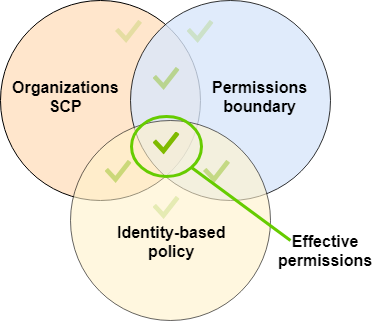 Organizations
SCP
Permissions
boundary
Identity-based
policy
Effective
permissions